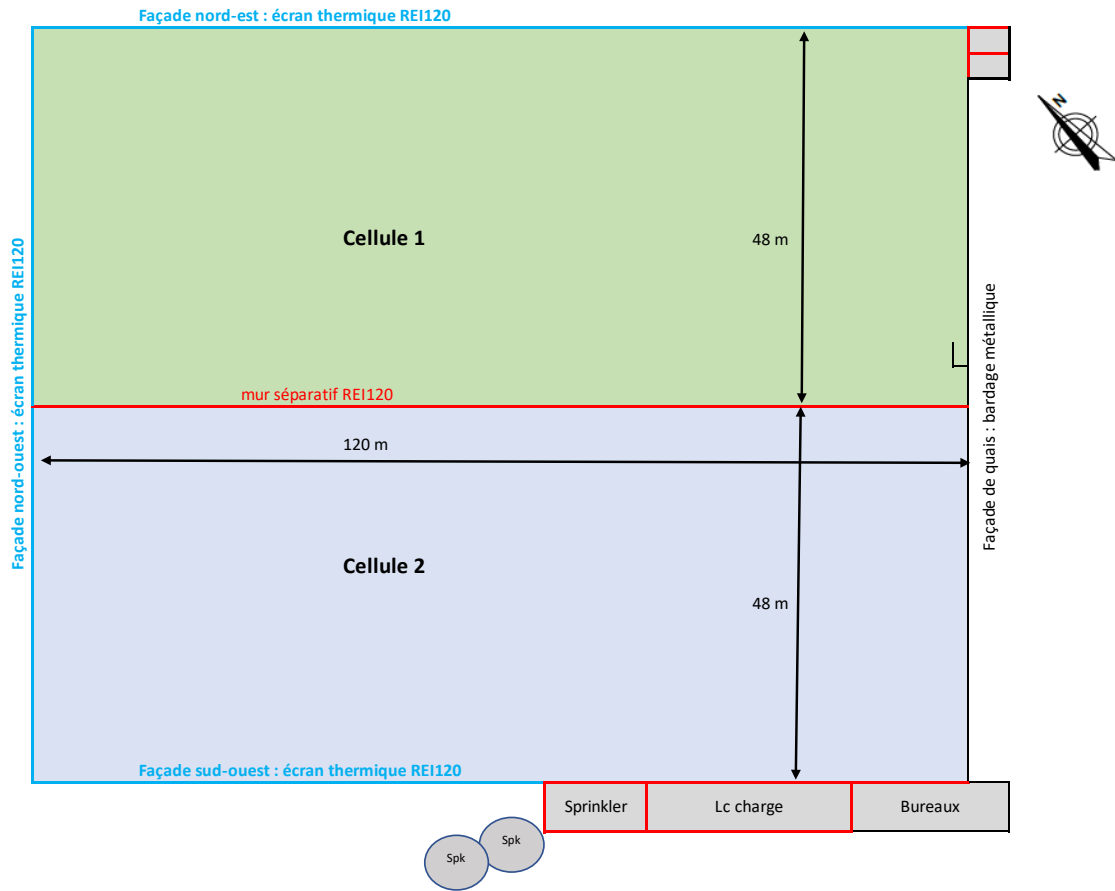 Façade nord-est : écran thermique REI120
N
Cellule 1
48 m
Façade nord-ouest : écran thermique REI120
Façade de quais : bardage métallique
mur séparatif REI120
120 m
Cellule 2
48 m
Façade sud-ouest : écran thermique REI120
Sprinkler
Lc charge
Bureaux
Spk
Spk